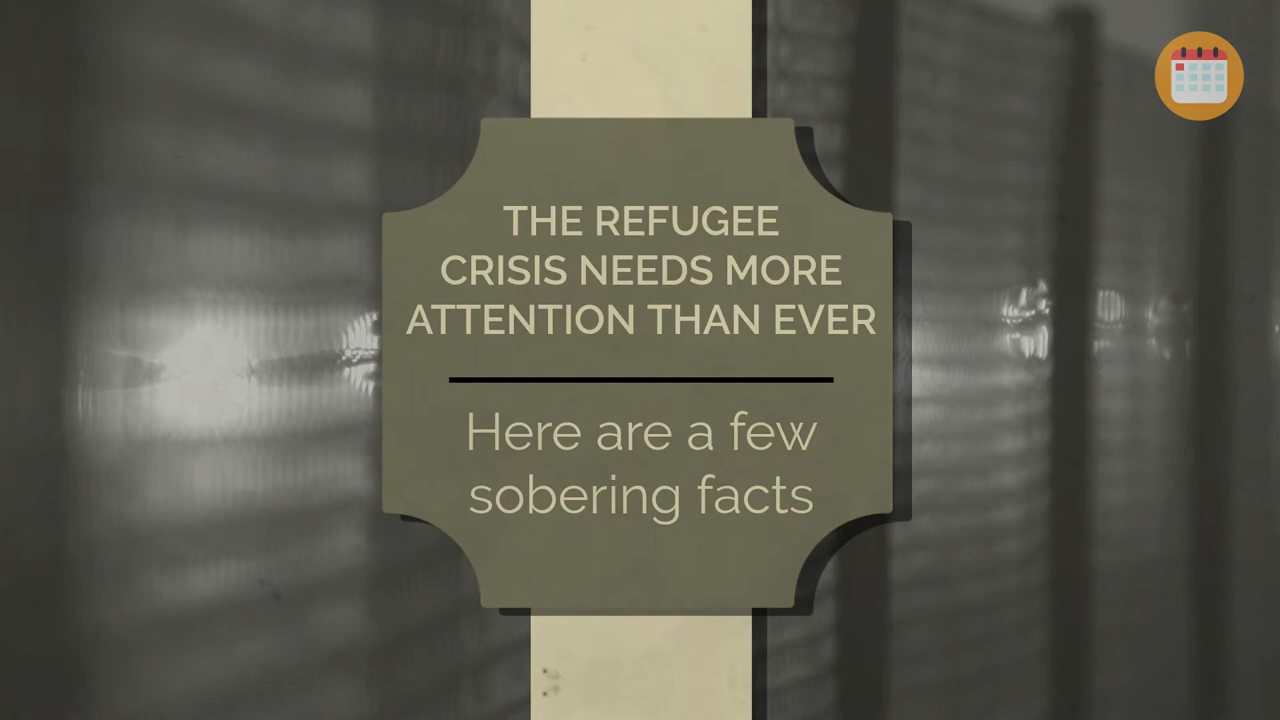 THE REFUGEE
CRISIS NEEDS MORE
ATTENTION THAN EVER
Here are a few
sobering facts